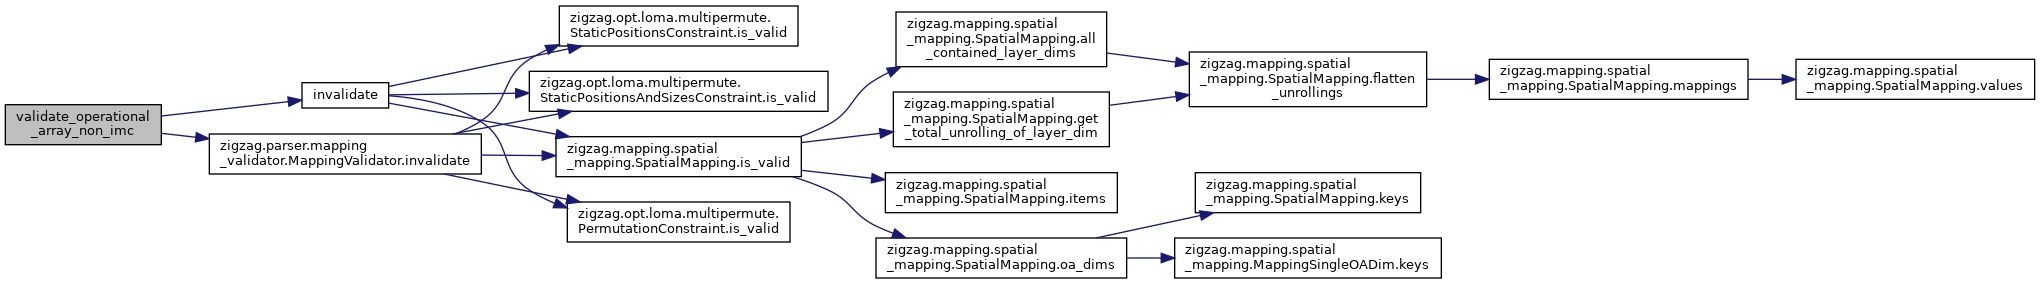 validate_operational
_array_non_imc
invalidate
zigzag.parser.mapping
_validator.MappingValidator.invalidate
zigzag.opt.loma.multipermute.
StaticPositionsConstraint.is_valid
zigzag.opt.loma.multipermute.
StaticPositionsAndSizesConstraint.is_valid
zigzag.mapping.spatial
_mapping.SpatialMapping.is_valid
zigzag.opt.loma.multipermute.
PermutationConstraint.is_valid
zigzag.mapping.spatial
_mapping.SpatialMapping.all
_contained_layer_dims
zigzag.mapping.spatial
_mapping.SpatialMapping.get
_total_unrolling_of_layer_dim
zigzag.mapping.spatial
_mapping.SpatialMapping.items
zigzag.mapping.spatial
_mapping.SpatialMapping.oa_dims
zigzag.mapping.spatial
_mapping.SpatialMapping.flatten
_unrollings
zigzag.mapping.spatial
_mapping.SpatialMapping.keys
zigzag.mapping.spatial
_mapping.MappingSingleOADim.keys
zigzag.mapping.spatial
_mapping.SpatialMapping.mappings
zigzag.mapping.spatial
_mapping.SpatialMapping.values